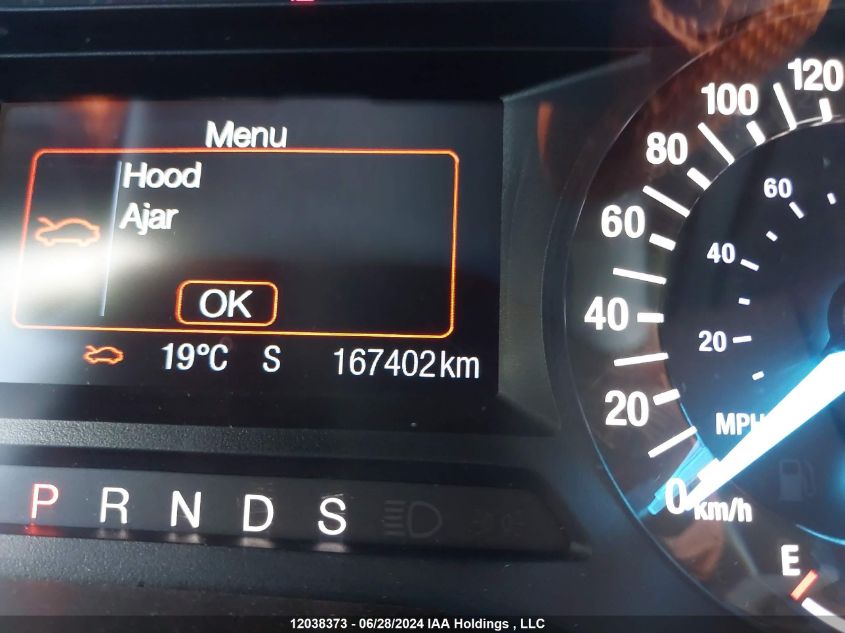 Menu
Hood
Ajar
OK
19°C S 167402km
P R N D S
120
100
80
60
40
20
0
km/h
60
40
20
MPH
E
12038373 - 06/28/2024 IAA Holdings , LLC